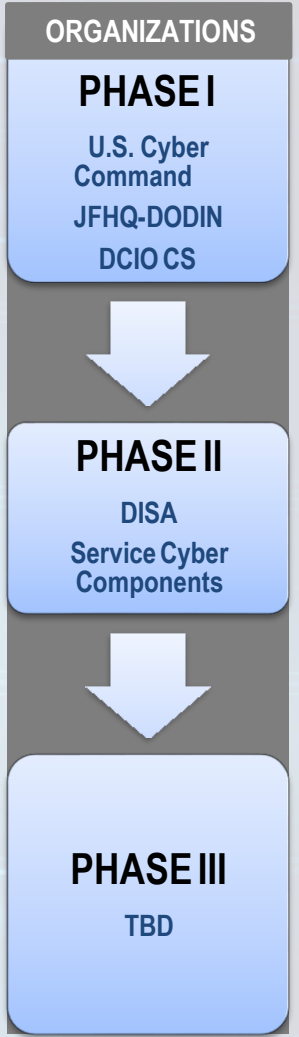 ORGANIZATIONS
PHASE I
U.S. Cyber
Command
JFHQ-DODIN
DCIO CS
PHASE II
DISA
Service Cyber
Components
PHASE III
TBD